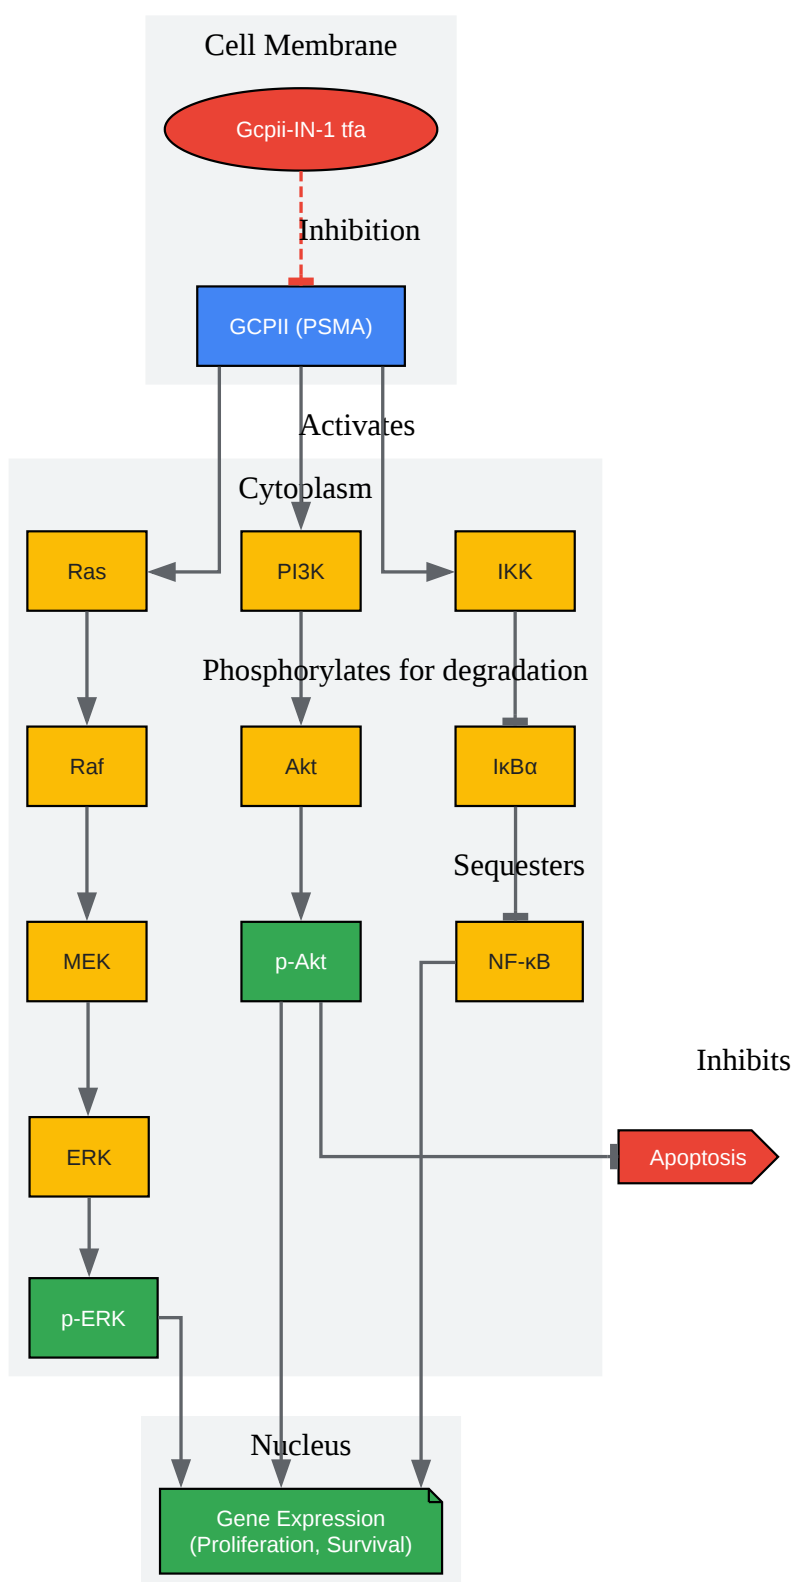 Cell Membrane
Gcpii-IN-1 tfa
Inhibition
GCPII (PSMA)
Activates
Cytoplasm
Ras
PI3K
IKK
Phosphorylates for degradation
Raf
Akt
IκBα
Sequesters
MEK
p-Akt
NF-κB
Inhibits
ERK
Apoptosis
p-ERK
Nucleus
Gene Expression
(Proliferation, Survival)